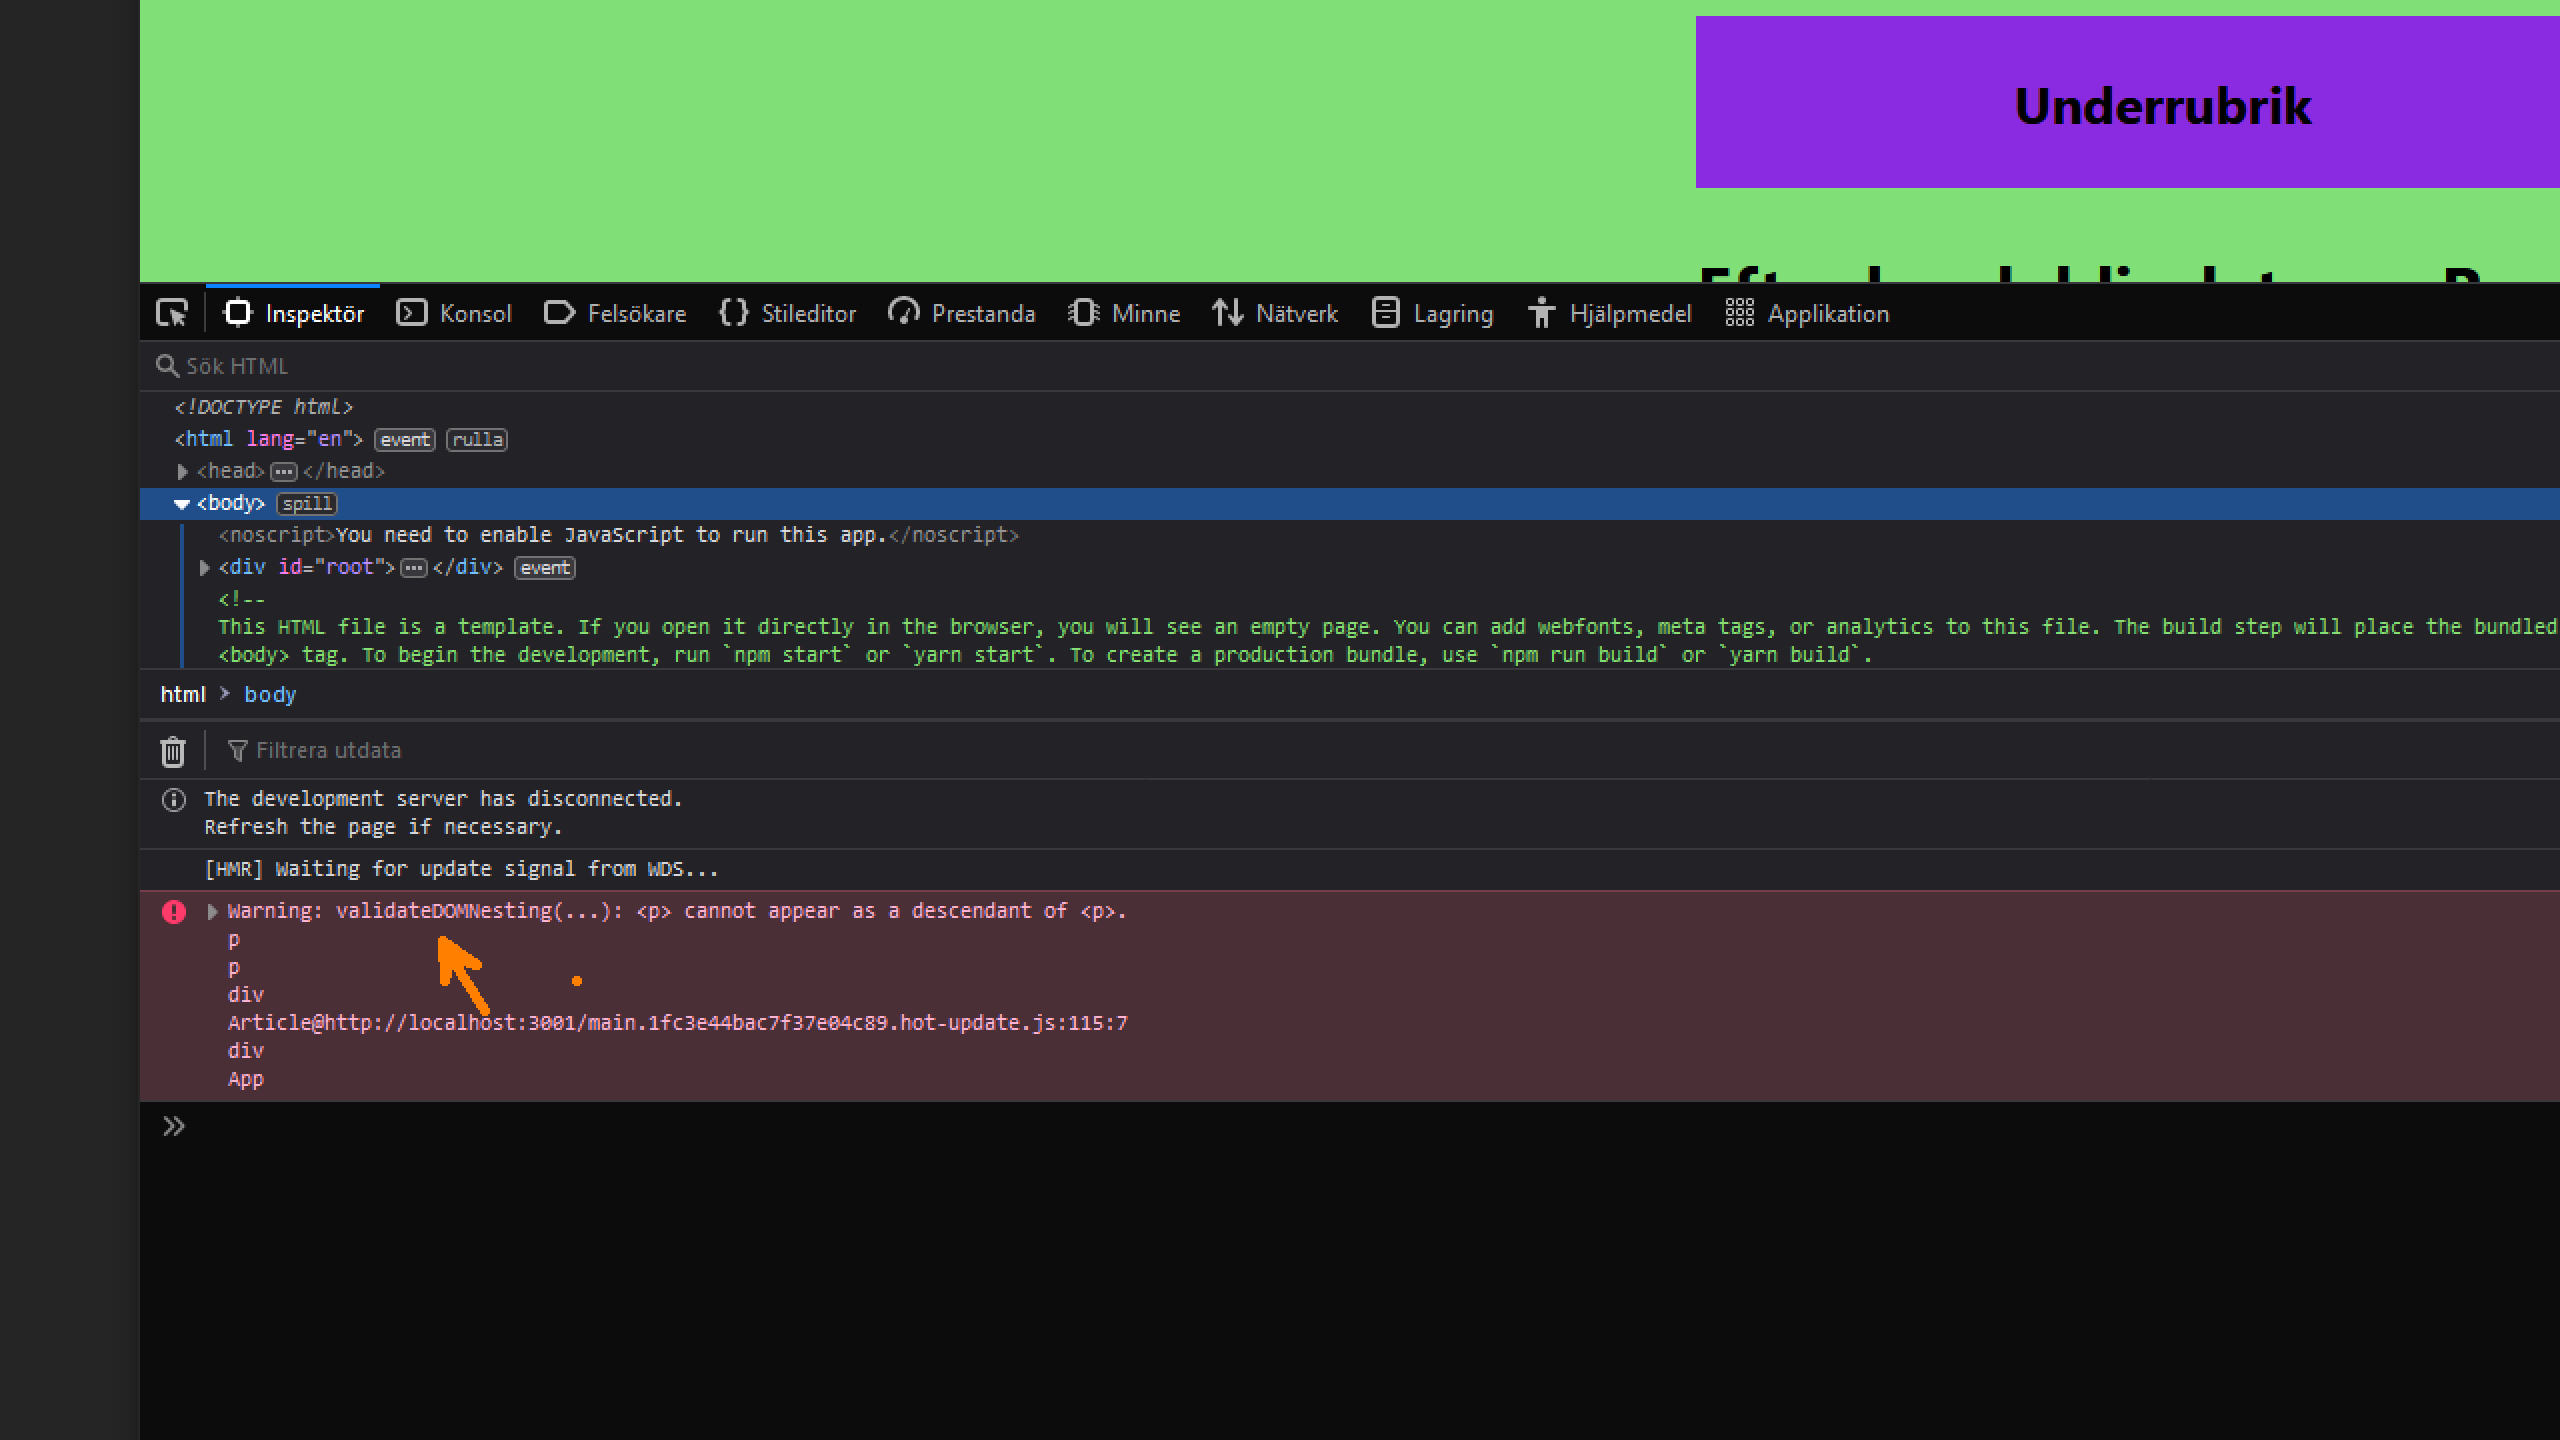 Underrubrik
Inspektör Konsol Felsökare Stileditor Prestanda Minne Nätverk Lagring Hjälpmedel Applikation
Sök HTML
<!DOCTYPE html>
<html lang="en"> event rulla
<head> ... </head>
<body> spill
<noscript>You need to enable JavaScript to run this app.</noscript>
<div id="root"> ... </div> event
<!--
This HTML file is a template. If you open it directly in the browser, you will see an empty page. You can add webfonts, meta tags, or analytics to this file. The build step will place the bundled
<body> tag. To begin the development, run `npm start` or `yarn start`. To create a production bundle, use `npm run build` or `yarn build`.
html > body
Filtrera utdata
The development server has disconnected.
Refresh the page if necessary.
[HMR] Waiting for update signal from WDS...
Warning: validateDOMNesting(...): <p> cannot appear as a descendant of <p>.
p
p
div
Article@http://localhost:3001/main.1fc3e44bac7f37e04c89.hot-update.js:115:7
div
App